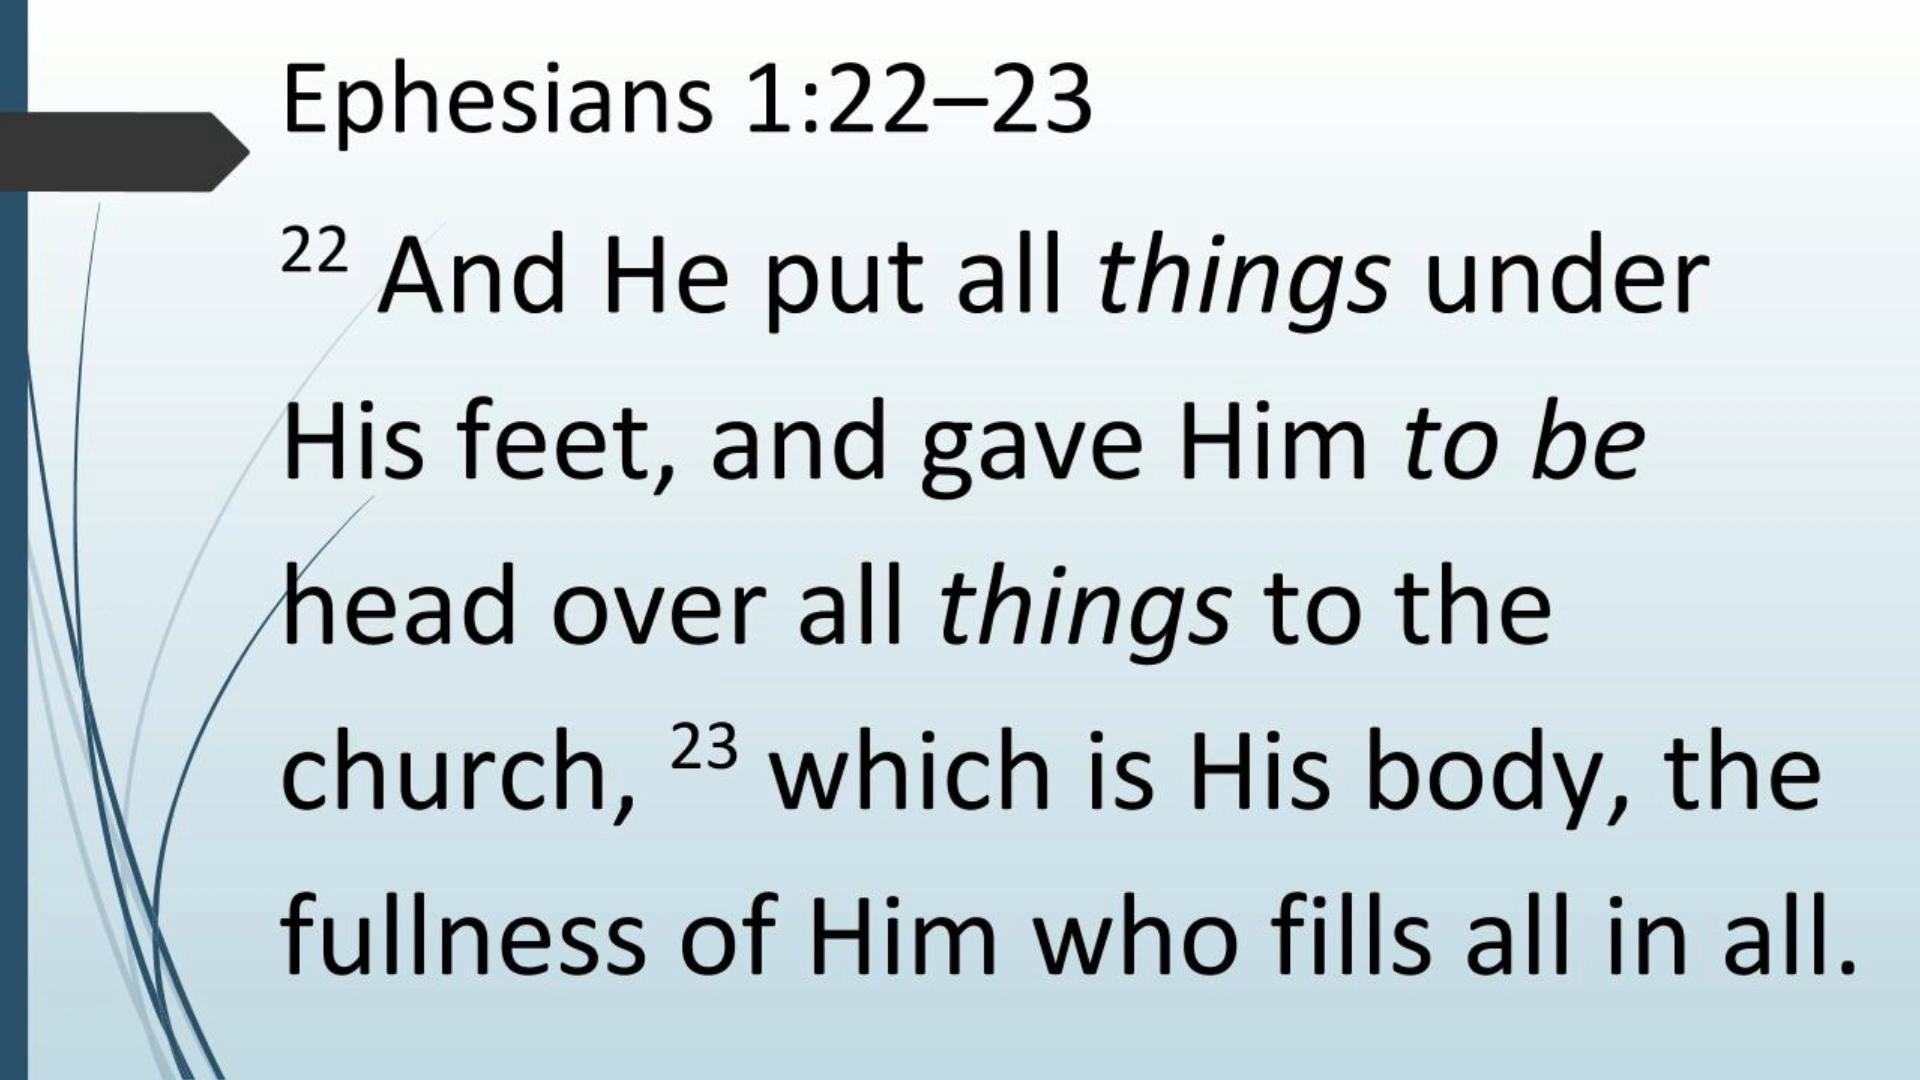 Ephesians 1:22–23
22 And He put all things under
His feet, and gave Him to be
head over all things to the
church, 23 which is His body, the
fullness of Him who fills all in all.